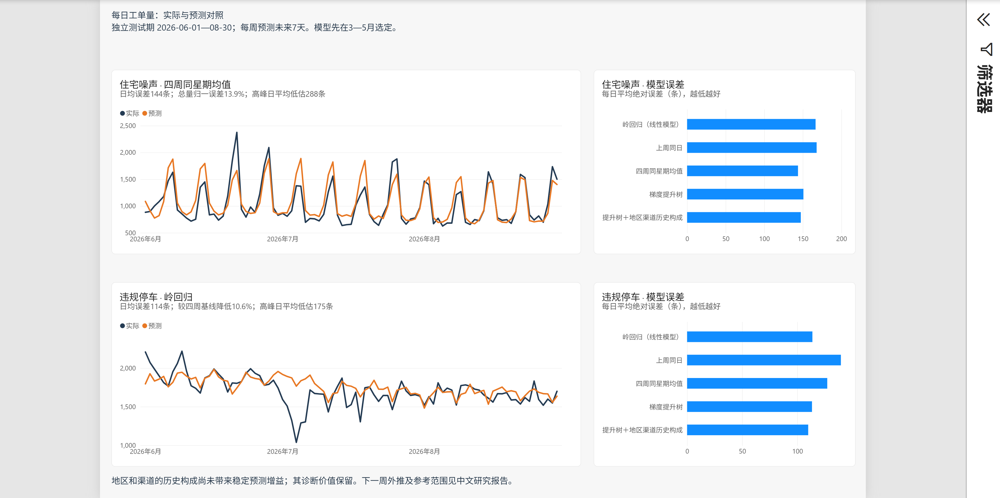 每日工单量：实际与预测对照
独立测试期 2026-06-01—08-30；每周预测未来7天。模型先在3—5月选定。
住宅噪声 · 四周同星期均值
日均误差144条；总量归一误差13.9%；高峰日平均低估288条
实际 预测
2,500
2,000
1,500
1,000
500
2026年6月 2026年7月 2026年8月
住宅噪声 · 模型误差
每日平均绝对误差（条），越低越好
岭回归（线性模型）
上周同日
四周同星期均值
梯度提升树
提升树＋地区渠道历史构成
0 50 100 150 200
违规停车 · 岭回归
日均误差114条；较四周基线降低10.6%；高峰日平均低估175条
实际 预测
2,000
1,500
1,000
2026年6月 2026年7月 2026年8月
违规停车 · 模型误差
每日平均绝对误差（条），越低越好
岭回归（线性模型）
上周同日
四周同星期均值
梯度提升树
提升树＋地区渠道历史构成
0 50 100
地区和渠道的历史构成尚未带来稳定预测增益；其诊断价值保留。下一周外推及参考范围见中文研究报告。
筛选器